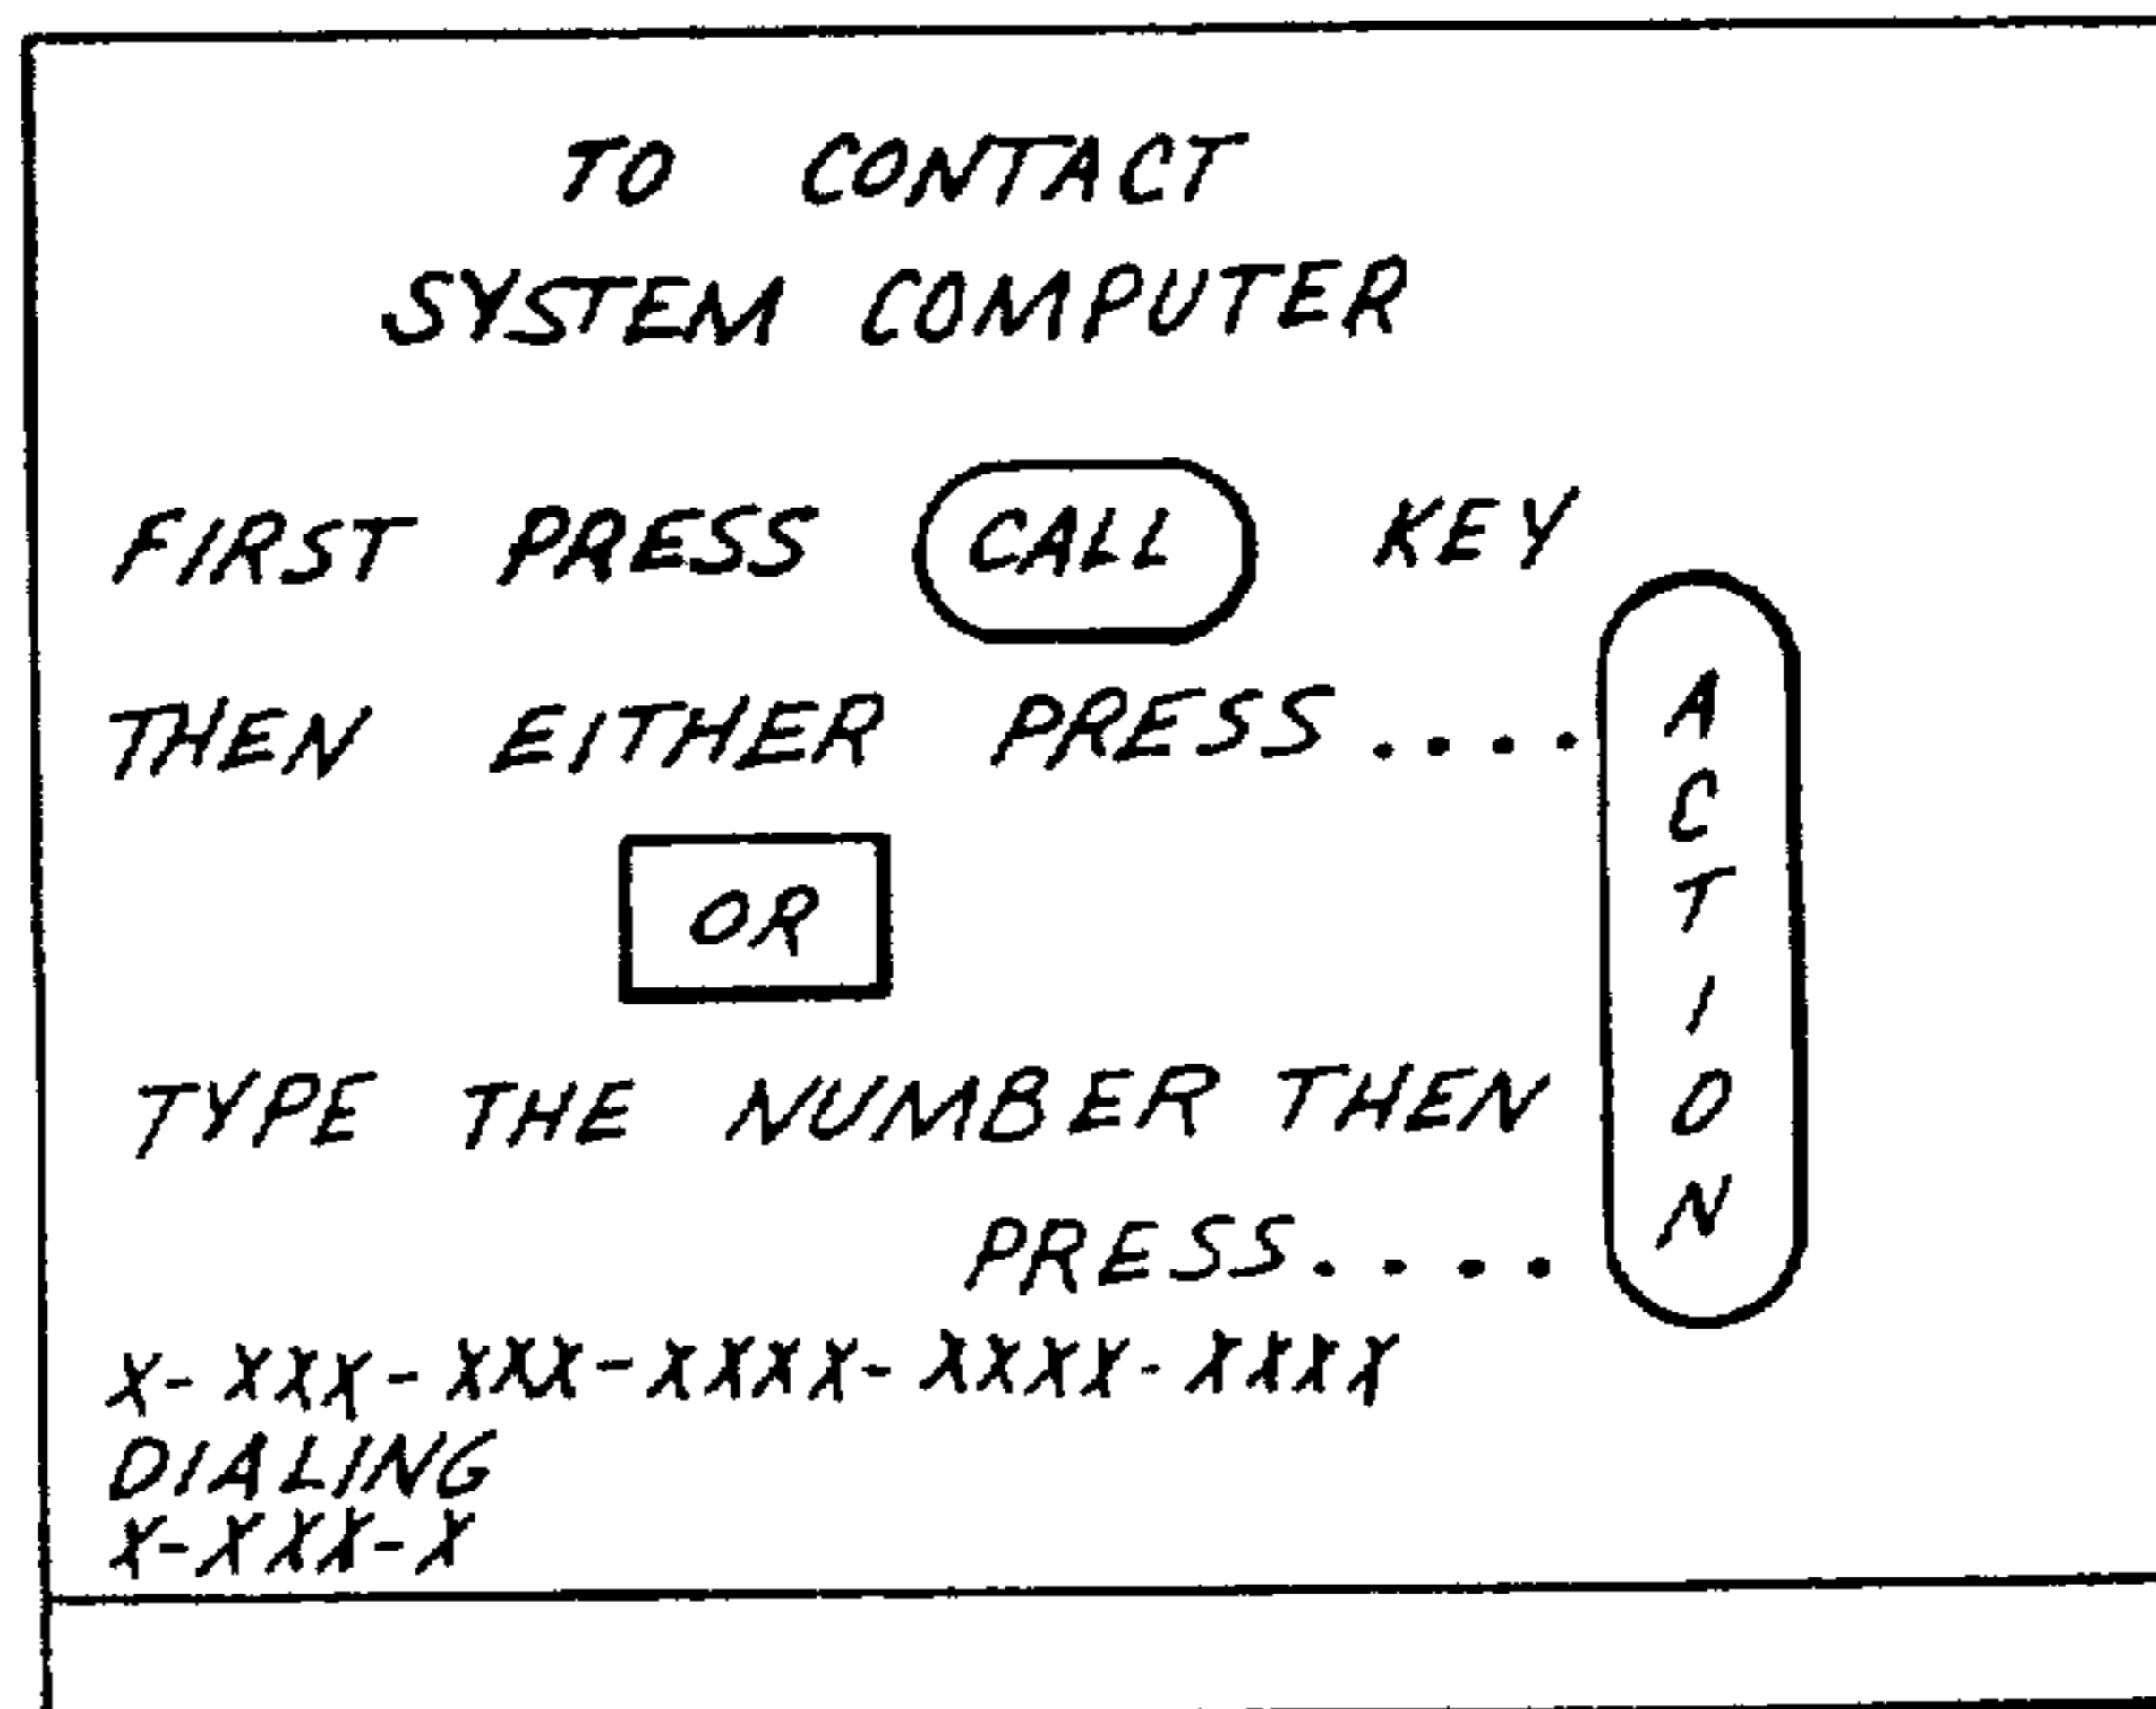 TO CONTACT
SYSTEM COMPUTER
FIRST PRESS CALL KEY
THEN EITHER PRESS....
OR
TYPE THE NUMBER THEN
PRESS....
ACTION
X-XXX-XXX-XXXX-XXXX-XXXX
DIALING
X-XXX-X